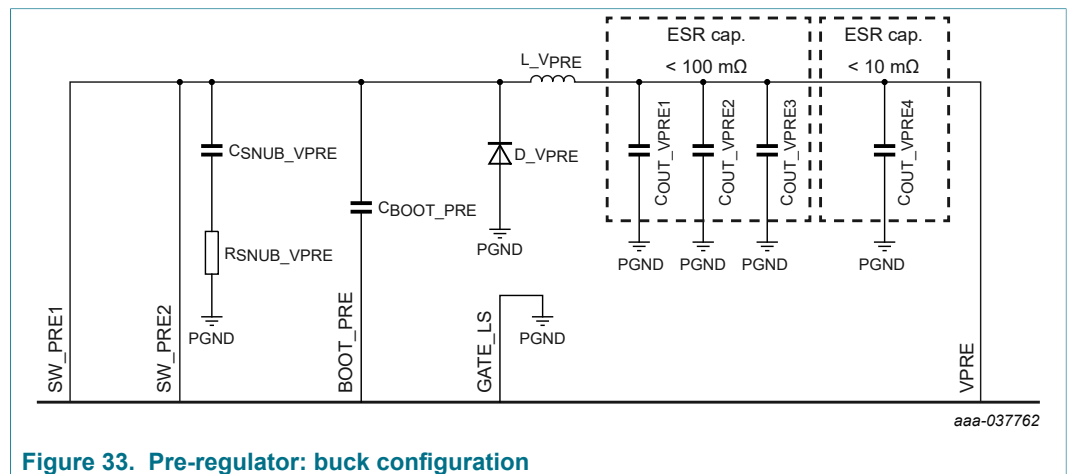 ESR cap.
< 100 mΩ
ESR cap.
< 10 mΩ
L_VPRE
CSNUB_VPRE
RSNUB_VPRE
PGND
CBOOT_PRE
D_VPRE
PGND
COUT_VPRE1
COUT_VPRE2
COUT_VPRE3
COUT_VPRE4
PGND
PGND
PGND
PGND
PGND
SW_PRE1
SW_PRE2
BOOT_PRE
GATE_LS
VPRE
aaa-037762
Figure 33. Pre-regulator: buck configuration